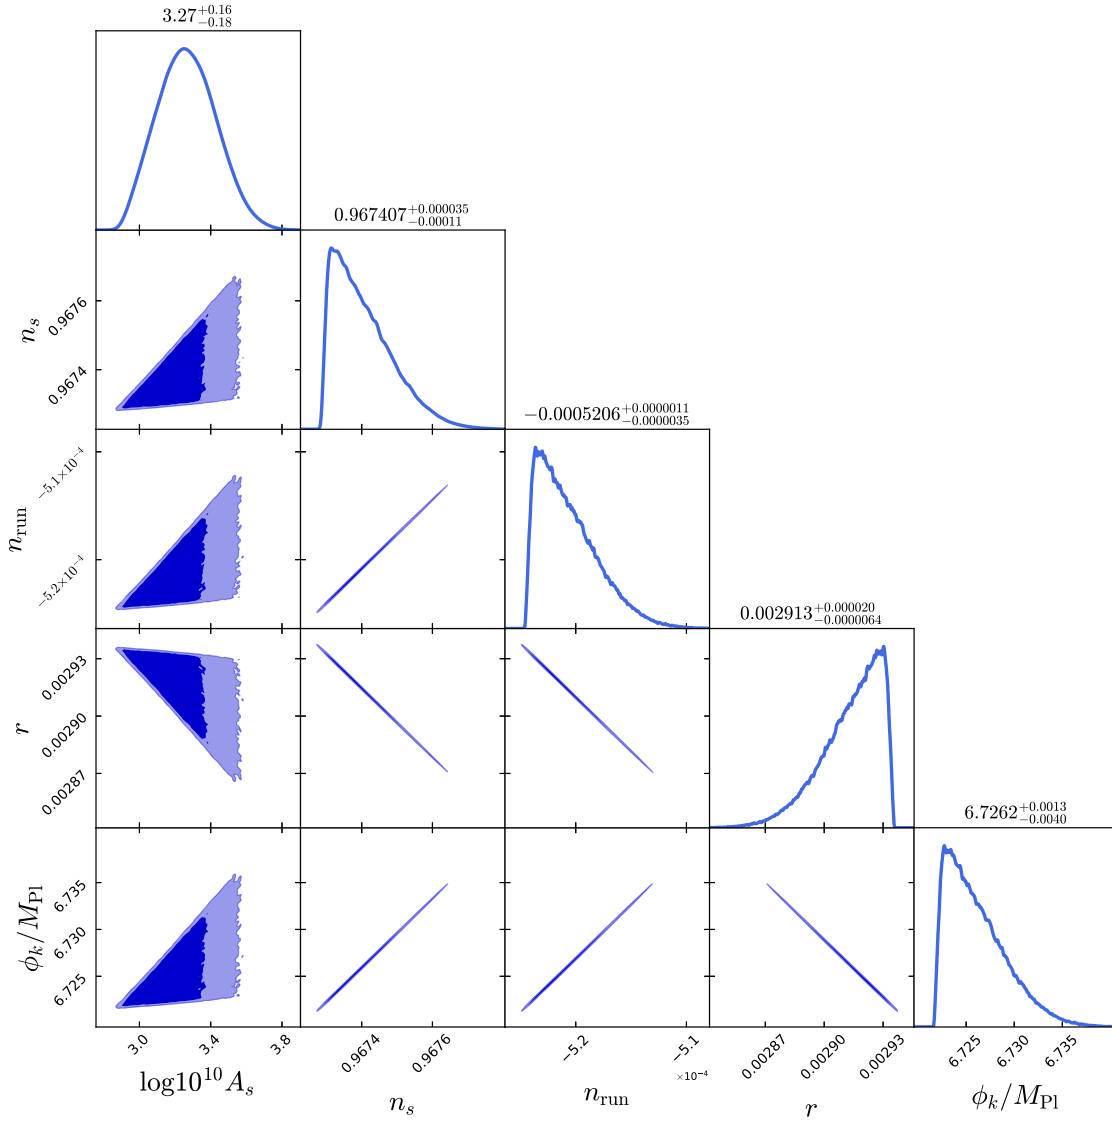 3.27^{+0.16}_{-0.18}
0.967407^{+0.000035}_{-0.00011}
n_s
0.9676
0.9674
−0.0005206^{+0.0000011}_{-0.0000035}
n_run
−5.1×10⁻⁴
−5.2×10⁻⁴
0.002913^{+0.000020}_{-0.0000064}
r
0.00293
0.00290
0.00287
6.7262^{+0.0013}_{-0.0040}
ϕ_k/M_Pl
6.735
6.730
6.725
3.0 3.4 3.8
0.9674 0.9676
−5.2 −5.1
×10⁻⁴
0.00287 0.00290 0.00293
6.725 6.730 6.735
log10¹⁰A_s
n_s
n_run
r
ϕ_k/M_Pl